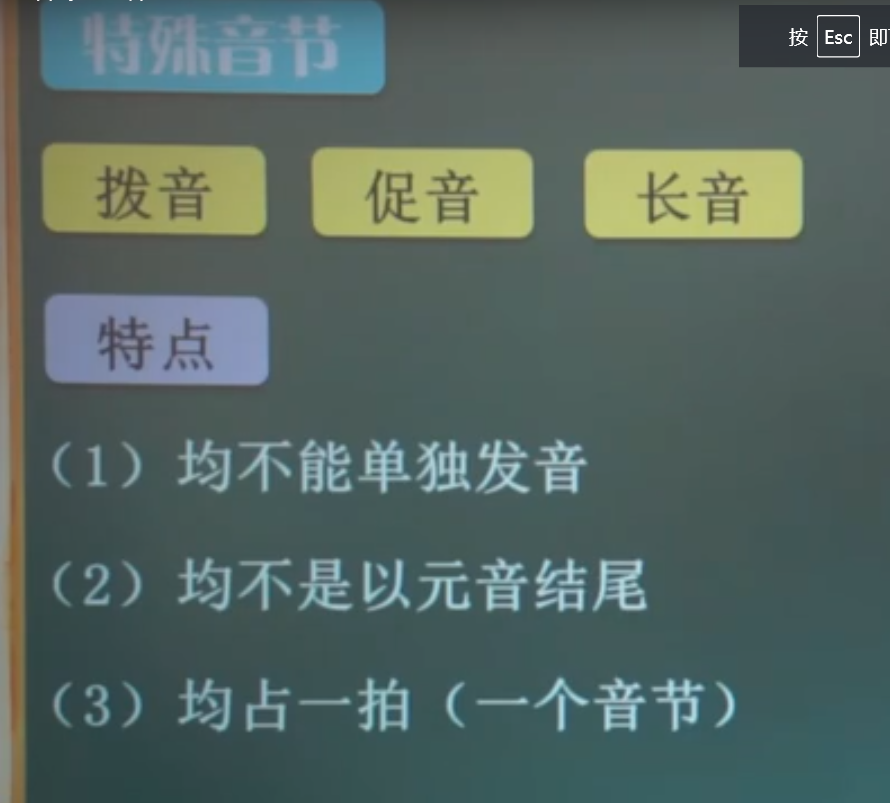 特殊音节
按 Esc 即
拨音 促音 长音
特点
（1）均不能单独发音
（2）均不是以元音结尾
（3）均占一拍（一个音节）